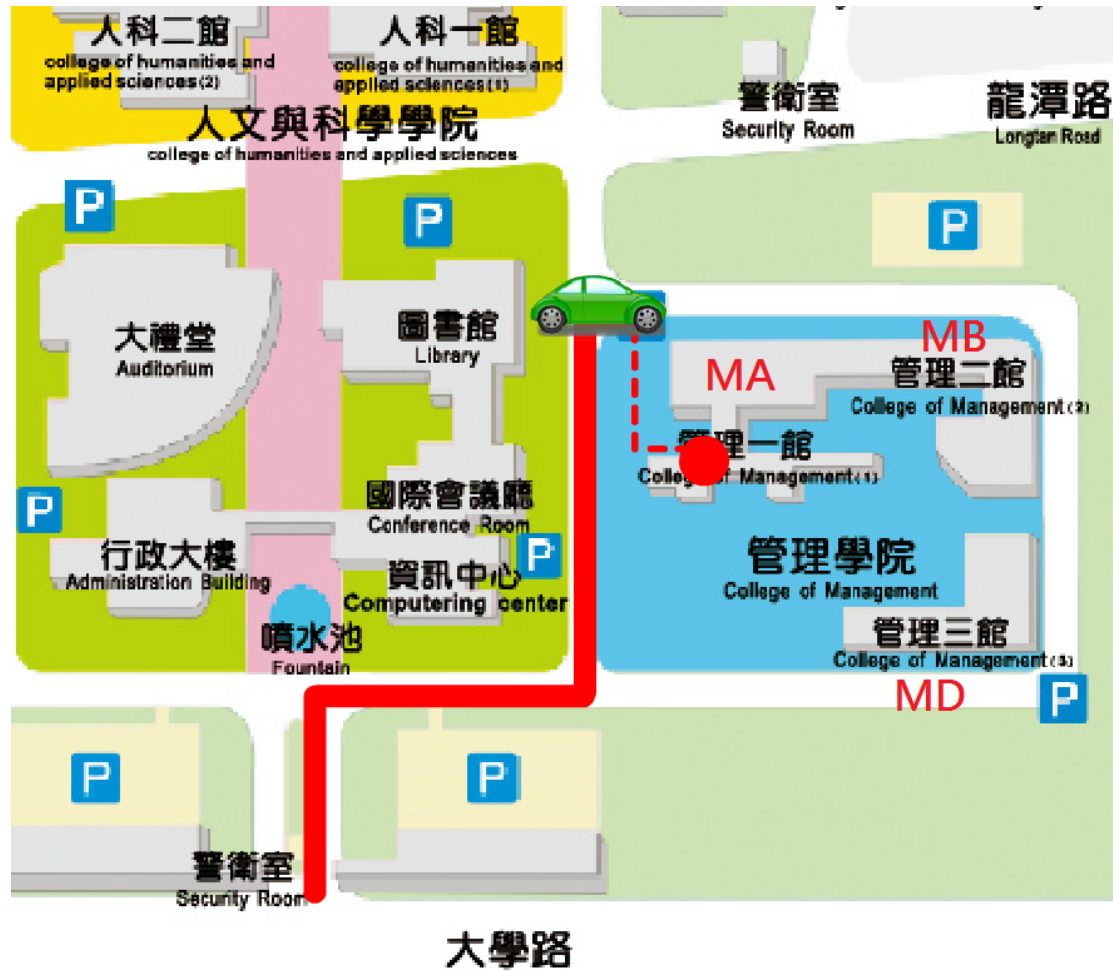 人科二館
college of humanities and
applied sciences(2)
人科一館
college of humanities and
applied sciences(1)
人文與科學學院
college of humanities and applied sciences
警衛室
Security Room
龍潭路
Longtan Road
P
P
P
大禮堂
Auditorium
圖書館
Library
MA
MB
管理二館
College of Management(2)
管理一館
College of Management(1)
P
國際會議廳
Conference Room
P
行政大樓
Administration Building
資訊中心
Computering center
管理學院
College of Management
噴水池
Fountain
管理三館
College of Management(3)
MD
P
P
P
警衛室
Security Room
大學路